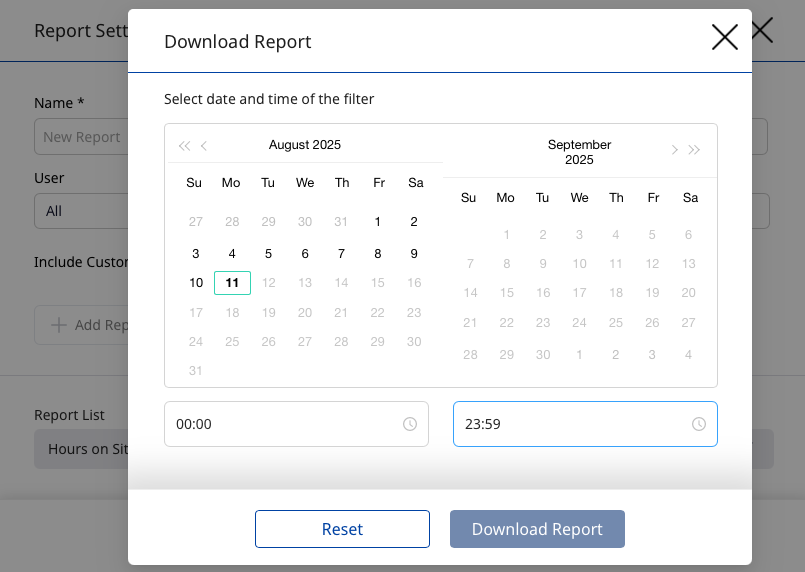 Report Sett
Download Report
Name *
New Report
User
All
Include Custon
Add Rep
Report List
Hours on Sit
Select date and time of the filter
August 2025
Su Mo Tu We Th Fr Sa
27 28 29 30 31 1 2
3 4 5 6 7 8 9
10 11 12 13 14 15 16
17 18 19 20 21 22 23
24 25 26 27 28 29 30
31
September
2025
Su Mo Tu We Th Fr Sa
1 2 3 4 5 6
7 8 9 10 11 12 13
14 15 16 17 18 19 20
21 22 23 24 25 26 27
28 29 30 1 2 3 4
00:00
23:59
Reset
Download Report